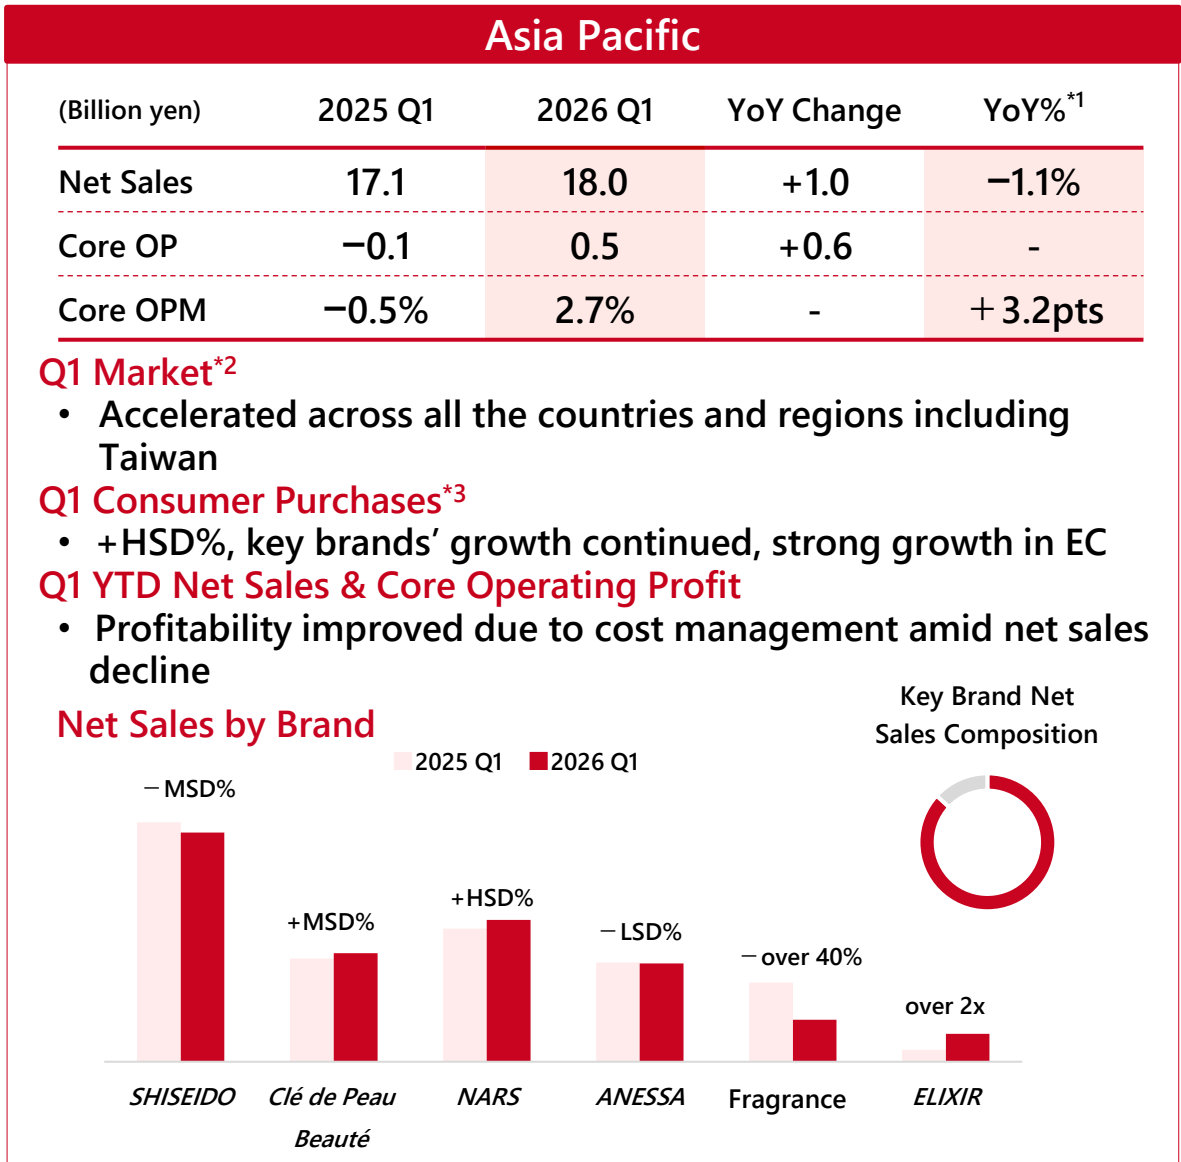 Asia Pacific
(Billion yen) 2025 Q1 2026 Q1 YoY Change YoY%*1
Net Sales 17.1 18.0 +1.0 −1.1%
Core OP −0.1 0.5 +0.6 -
Core OPM −0.5% 2.7% - ＋3.2pts
Q1 Market*2
• Accelerated across all the countries and regions including
Taiwan
Q1 Consumer Purchases*3
• +HSD%, key brands’ growth continued, strong growth in EC
Q1 YTD Net Sales & Core Operating Profit
• Profitability improved due to cost management amid net sales
decline
Net Sales by Brand
Key Brand Net
Sales Composition
2025 Q1 2026 Q1
−MSD%
+MSD%
+HSD%
−LSD%
−over 40%
over 2x
SHISEIDO
Clé de Peau
Beauté
NARS
ANESSA
Fragrance
ELIXIR